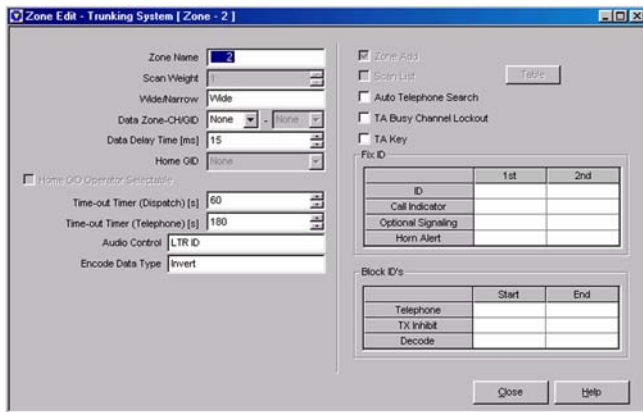 Zone Edit - Trunking System [ Zone - 2 ]
Zone Name 2
Scan Weight 1
Wide/Narrow Wide
Data Zone-CH/GID None - None
Data Delay Time [ms] 15
Home GID None
Home GID Operator Selectable
Time-out Timer (Dispatch) [s] 60
Time-out Timer (Telephone) [s] 180
Audio Control LTR ID
Encode Data Type Invert
Zone Add
Scan List Table
Auto Telephone Search
TA Busy Channel Lockout
TA Key
Fix ID
1st 2nd
ID
Call Indicator
Optional Signaling
Horn Alert
Block ID's
Start End
Telephone
TX Inhibit
Decode
Close Help